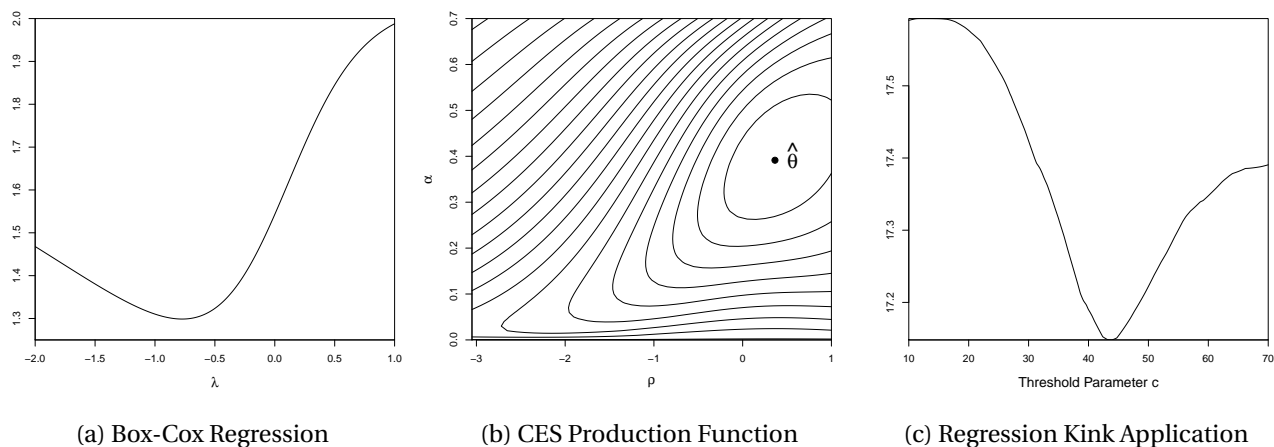 2.0
1.9
1.8
1.7
1.6
1.5
1.4
1.3
−2.0 −1.5 −1.0 −0.5 0.0 0.5 1.0
λ
(a) Box-Cox Regression
0.7
0.6
0.5
0.4
0.3
0.2
0.1
0.0
α
θ̂
−3 −2 −1 0 1
ρ
(b) CES Production Function
17.5
17.4
17.3
17.2
10 20 30 40 50 60 70
Threshold Parameter c
(c) Regression Kink Application